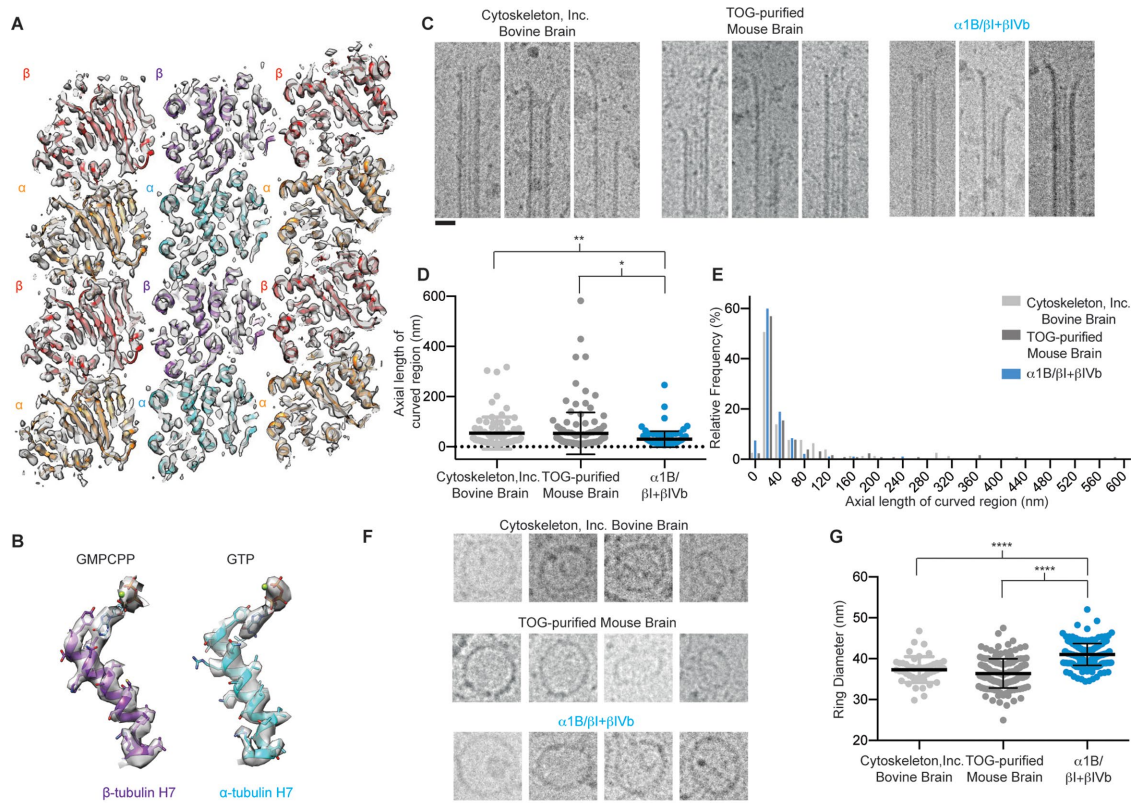 A
β
β
β
α
α
α
β
β
β
α
α
α
B
GMPCPP
GTP
β-tubulin H7
α-tubulin H7
C
Cytoskeleton, Inc.
Bovine Brain
TOG-purified
Mouse Brain
α1B/βI+βIVb
D
**
*
Axial length of
curved region (nm)
600
400
200
0
Cytoskeleton,Inc.
Bovine Brain
TOG-purified
Mouse Brain
α1B/
βI+βIVb
E
Relative Frequency (%)
60
40
20
0
0
40
80
120
160
200
240
280
320
360
400
440
480
520
560
600
Axial length of curved region (nm)
Cytoskeleton, Inc.
Bovine Brain
TOG-purified
Mouse Brain
α1B/βI+βIVb
F
Cytoskeleton, Inc. Bovine Brain
TOG-purified Mouse Brain
α1B/βI+βIVb
G
****
****
Ring Diameter (nm)
60
50
40
30
20
Cytoskeleton,Inc.
Bovine Brain
TOG-purified
Mouse Brain
α1B/
βI+βIVb